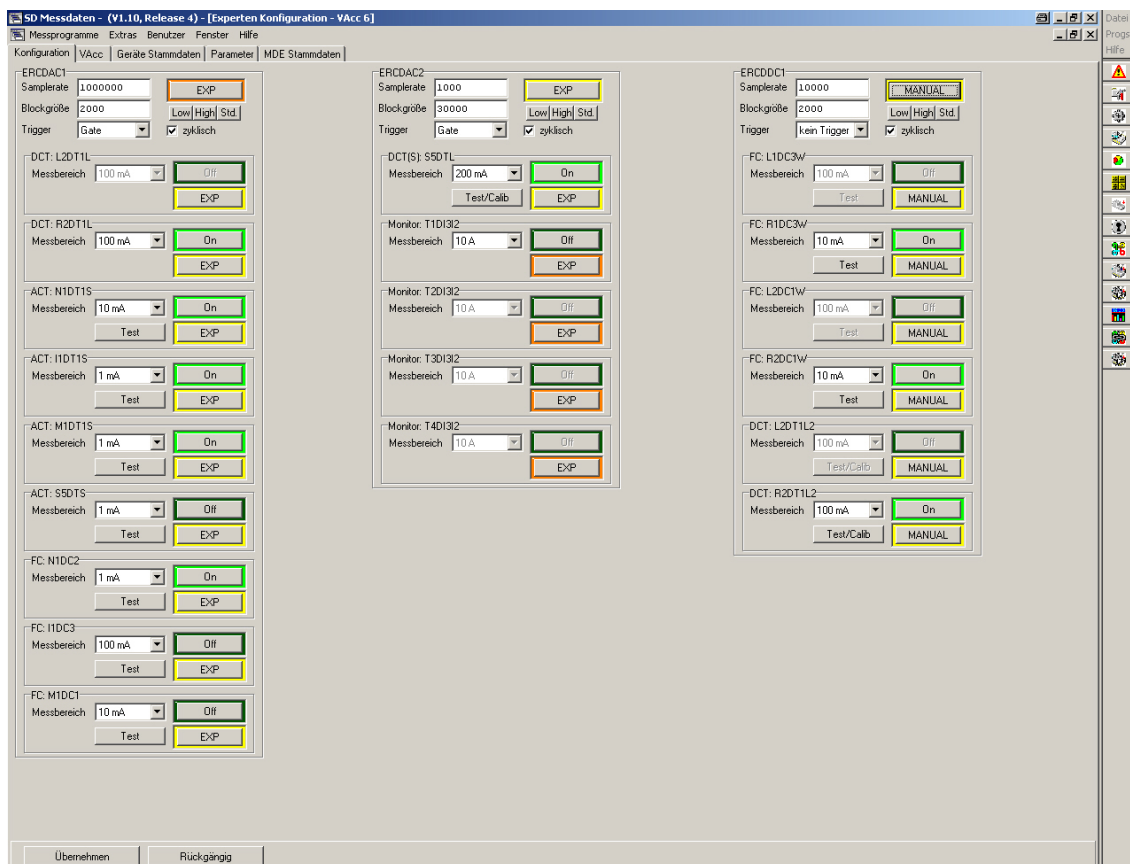 SD Messdaten - (V1.10, Release 4) - [Experten Konfiguration - VAcc 6]
Datei
Messprogramme Extras Benutzer Fenster Hilfe
Progs
Hilfe
Konfiguration VAcc Geräte Stammdaten Parameter MDE Stammdaten
ERCDAC1
Samplerate 1000000 EXP
Blockgröße 2000 Low High Std.
Trigger Gate zyklisch
DCT: L2DT1L
Messbereich 100 mA Off
EXP
DCT: R2DT1L
Messbereich 100 mA On
EXP
ACT: N1DT1S
Messbereich 10 mA On
Test EXP
ACT: I1DT1S
Messbereich 1 mA On
Test EXP
ACT: M1DT1S
Messbereich 1 mA On
Test EXP
ACT: S5DTS
Messbereich 1 mA Off
Test EXP
FC: N1DC2
Messbereich 1 mA On
Test EXP
FC: I1DC3
Messbereich 100 mA Off
Test EXP
FC: M1DC1
Messbereich 10 mA Off
Test EXP
ERCDAC2
Samplerate 1000 EXP
Blockgröße 30000 Low High Std.
Trigger Gate zyklisch
DCT(S): S5DTL
Messbereich 200 mA On
Test/Calib EXP
Monitor: T1DI3I2
Messbereich 10 A Off
EXP
Monitor: T2DI3I2
Messbereich 10 A Off
EXP
Monitor: T3DI3I2
Messbereich 10 A Off
EXP
Monitor: T4DI3I2
Messbereich 10 A Off
EXP
ERCDDC1
Samplerate 10000 MANUAL
Blockgröße 2000 Low High Std.
Trigger kein Trigger zyklisch
FC: L1DC3W
Messbereich 100 mA Off
Test MANUAL
FC: R1DC3W
Messbereich 10 mA On
Test MANUAL
FC: L2DC1W
Messbereich 100 mA Off
Test MANUAL
FC: R2DC1W
Messbereich 10 mA On
Test MANUAL
DCT: L2DT1L2
Messbereich 100 mA Off
Test/Calib MANUAL
DCT: R2DT1L2
Messbereich 100 mA On
Test/Calib MANUAL
Übernehmen Rückgängig